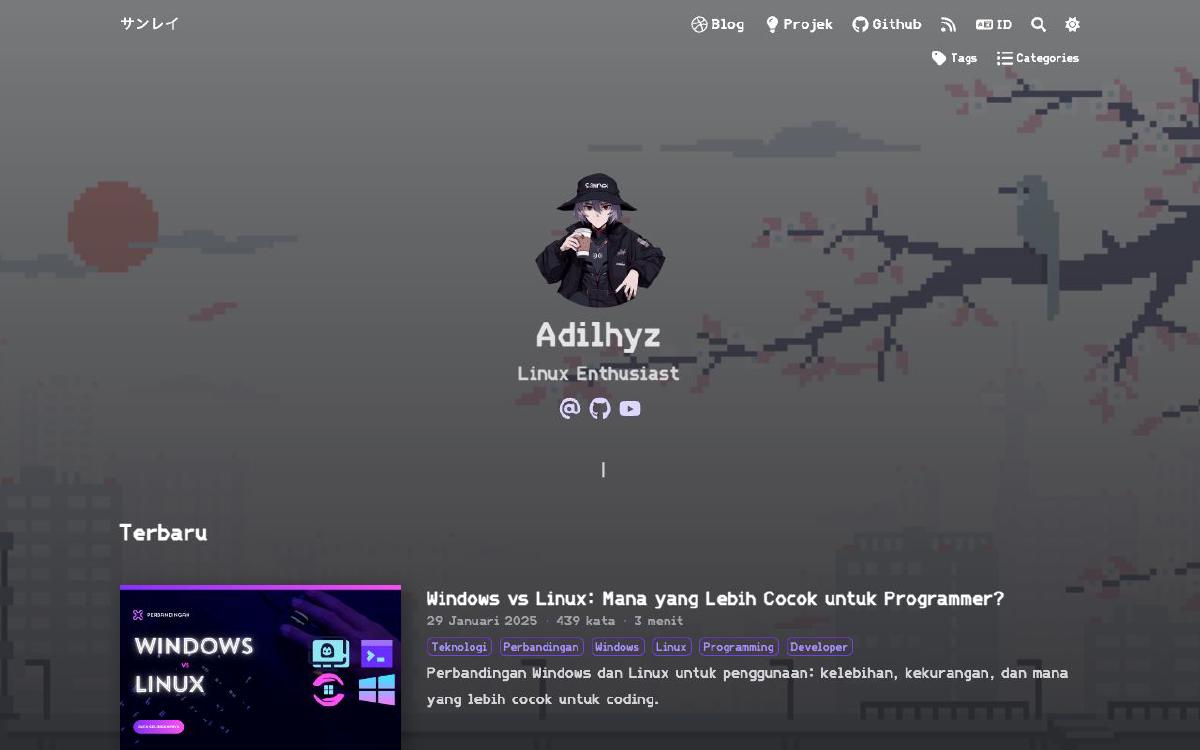 サンレイ
Blog Projek Github ID
Tags Categories
Adilhyz
Linux Enthusiast
Terbaru
PERBANDINGAN
WINDOWS
VS
LINUX
Windows vs Linux: Mana yang Lebih Cocok untuk Programmer?
29 Januari 2025 · 439 kata · 3 menit
Teknologi Perbandingan Windows Linux Programming Developer
Perbandingan Windows dan Linux untuk penggunaan: kelebihan, kekurangan, dan mana
yang lebih cocok untuk coding.